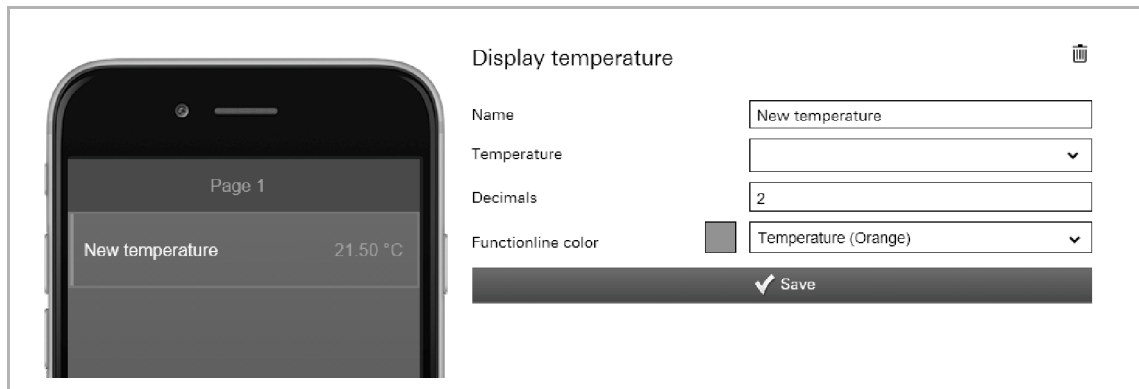 Page 1
New temperature 21.50 °C
Display temperature
Name New temperature
Temperature
Decimals 2
Functionline color Temperature (Orange)
Save